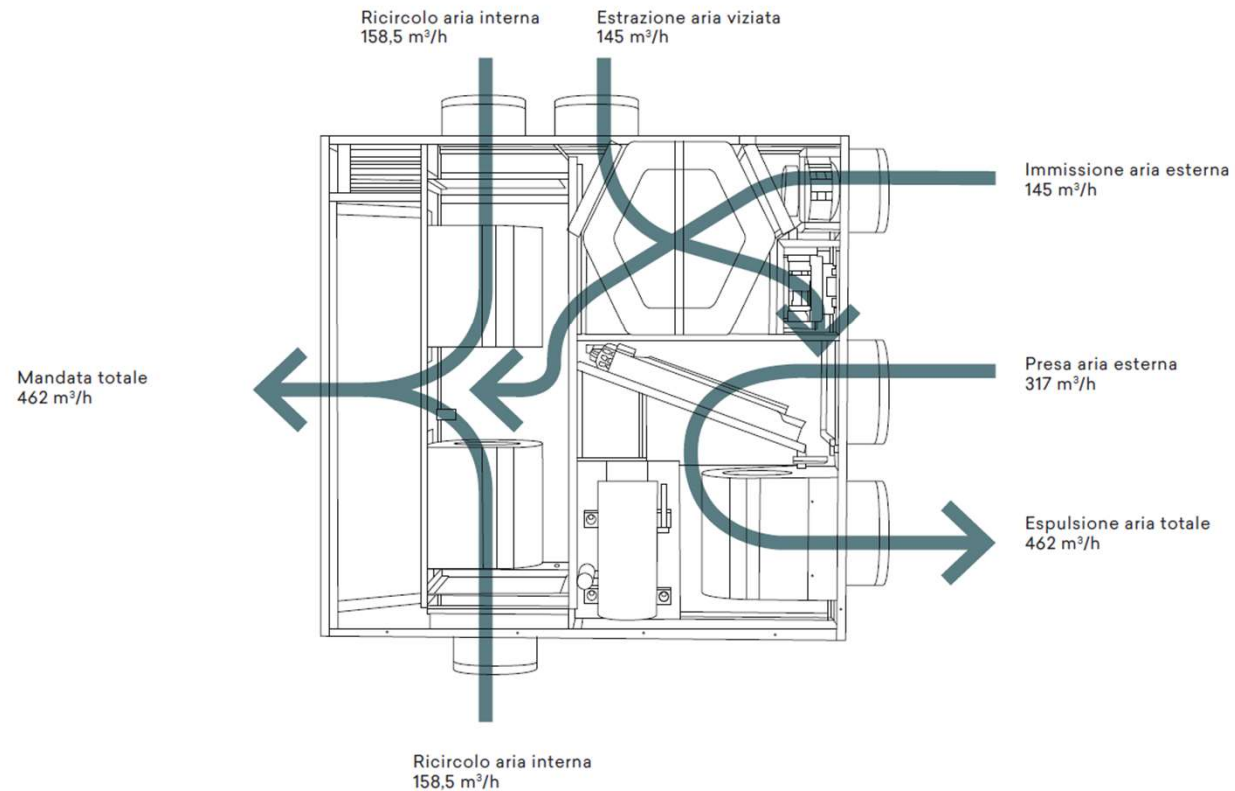 Ricircolo aria interna
158,5 m³/h
Estrazione aria viziata
145 m³/h
Immissione aria esterna
145 m³/h
Mandata totale
462 m³/h
Presa aria esterna
317 m³/h
Espulsione aria totale
462 m³/h
Ricircolo aria interna
158,5 m³/h